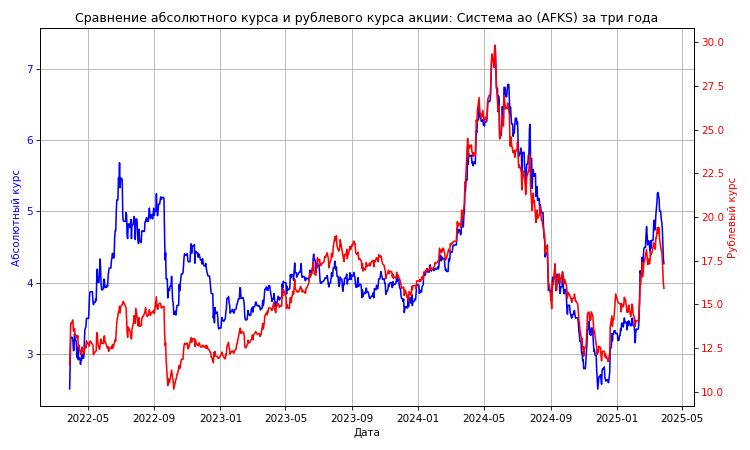 Сравнение абсолютного курса и рублевого курса акции: Система ао (AFKS) за три года
Абсолютный курс
7
6
5
4
3
30.0
27.5
25.0
22.5
20.0
17.5
15.0
12.5
10.0
Рублевый курс
2022-05 2022-09 2023-01 2023-05 2023-09 2024-01 2024-05 2024-09 2025-01 2025-05
Дата